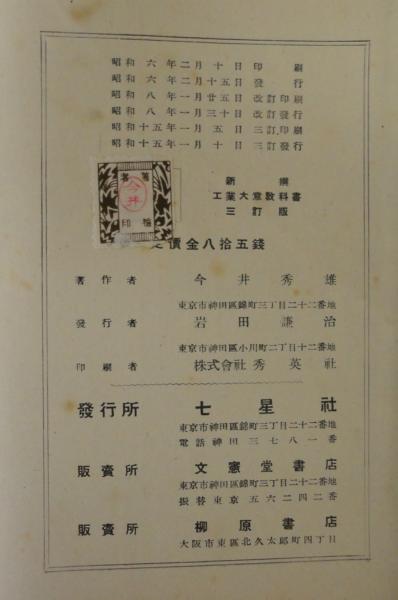 昭和六年二月十日印刷
昭和六年二月十五日發行
昭和八年一月廿五日改訂印刷
昭和八年一月三十日改訂發行
昭和十五年一月五日三訂印刷
昭和十五年一月十日三訂發行
新撰
工業大意敎科書
三訂版
著者
今井
檢印
價金八拾五錢
著作者 今井秀雄
東京市神田區錦町三丁目二十二番地
發行者 岩田謙治
東京市神田區小川町二丁目十二番地
印刷者 株式會社秀英社
發行所 七星社
東京市神田區錦町三丁目二十二番地
電話神田三七八一番
販賣所 文憲堂書店
東京市神田區錦町三丁目二十二番地
振替東京五六二四二番
販賣所 柳原書店
大阪市東區北久太郎町四丁目